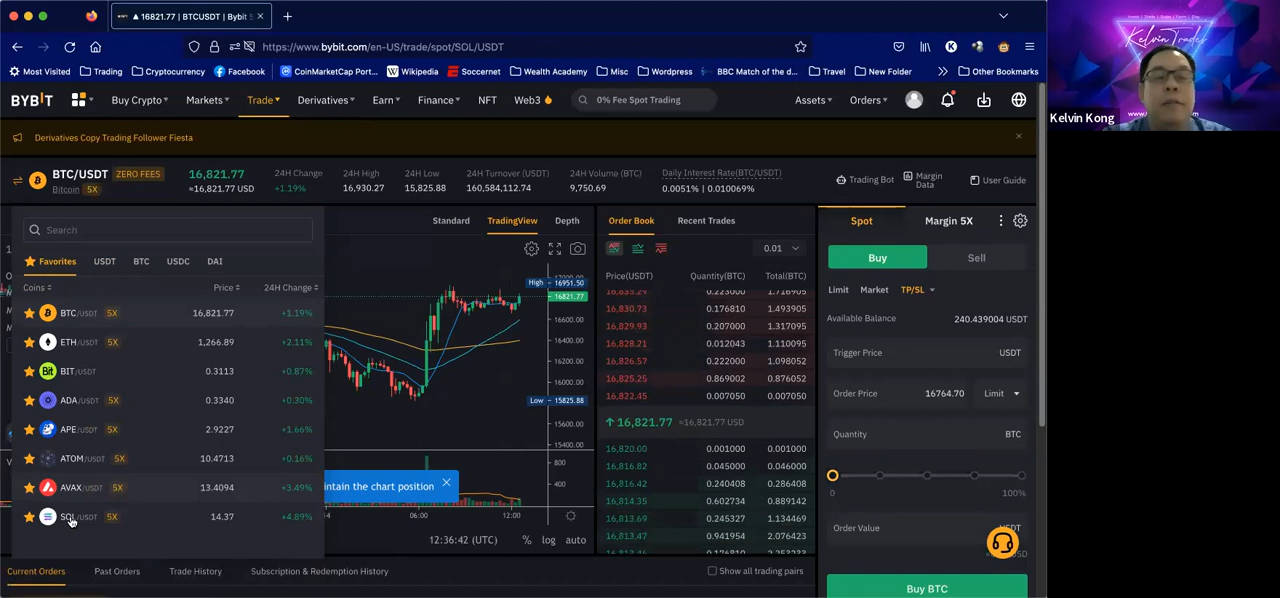 ▲ 16821.77 | BTCUSDT | Bybit S
https://www.bybit.com/en-US/trade/spot/SOL/USDT
Most Visited Trading Cryptocurrency Facebook CoinMarketCap Port... Wikipedia Soccernet Wealth Academy Misc Wordpress BBC Match of the d... Travel New Folder Other Bookmarks
BYBIT Buy Crypto Markets Trade Derivatives Earn Finance NFT Web3 0% Fee Spot Trading Assets Orders
Kelvin Trades
Kelvin Kong
Derivatives Copy Trading Follower Fiesta
BTC/USDT ZERO FEES
Bitcoin 5X
16,821.77
≈16,821.77 USD
24H Change
+1.19%
24H High
16,930.27
24H Low
15,825.88
24H Turnover (USDT)
160,584,112.74
24H Volume (BTC)
9,750.69
Daily Interest Rate(BTC/USDT)
0.0051% | 0.010069%
Trading Bot
Margin Data
User Guide
Search
Favorites USDT BTC USDC DAI
Coins Price 24H Change
BTC/USDT 5X 16,821.77 +1.19%
ETH/USDT 5X 1,266.89 +2.11%
BIT/USDT 0.3113 +0.87%
ADA/USDT 5X 0.3340 +0.30%
APE/USDT 5X 2.9227 +1.66%
ATOM/USDT 5X 10.4713 +0.16%
AVAX/USDT 5X 13.4094 +3.49%
SOL/USDT 5X 14.37 +4.89%
Standard TradingView Depth
High 16951.50
16821.77
16600.00
16400.00
16200.00
16000.00
Low 15825.88
15600.00
15400.00
800
400
intain the chart position
06:00 12:00
12:36:42 (UTC) % log auto
Order Book Recent Trades
0.01
Price(USDT) Quantity(BTC) Total(BTC)
16,830.73 0.176810 1.493905
16,829.93 0.207000 1.317095
16,828.21 0.012043 1.110095
16,826.57 0.222000 1.098052
16,825.25 0.869002 0.876052
16,822.45 0.007050 0.007050
↑16,821.77 ≈16,821.77 USD
16,820.00 0.001000 0.001000
16,816.82 0.045000 0.046000
16,816.42 0.240408 0.286408
16,814.35 0.602734 0.889142
16,813.69 0.245327 1.134469
16,813.47 0.941954 2.076423
Spot Margin 5X
Buy Sell
Limit Market TP/SL
Available Balance 240.439004 USDT
Trigger Price USDT
Order Price 16764.70 Limit
Quantity BTC
0 100%
Order Value USDT
Buy BTC
Current Orders Past Orders Trade History Subscription & Redemption History Show all trading pairs